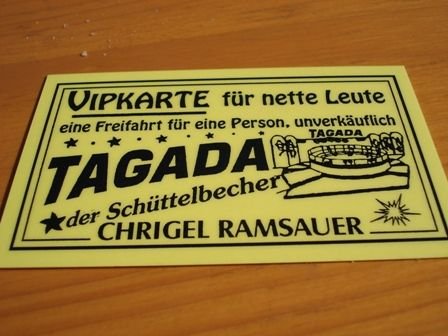 VIPKARTE für nette Leute
eine Freifahrt für eine Person, unverkäuflich
TAGADA
TAGADA
der Schüttelbecher
CHRIGEL RAMSAUER